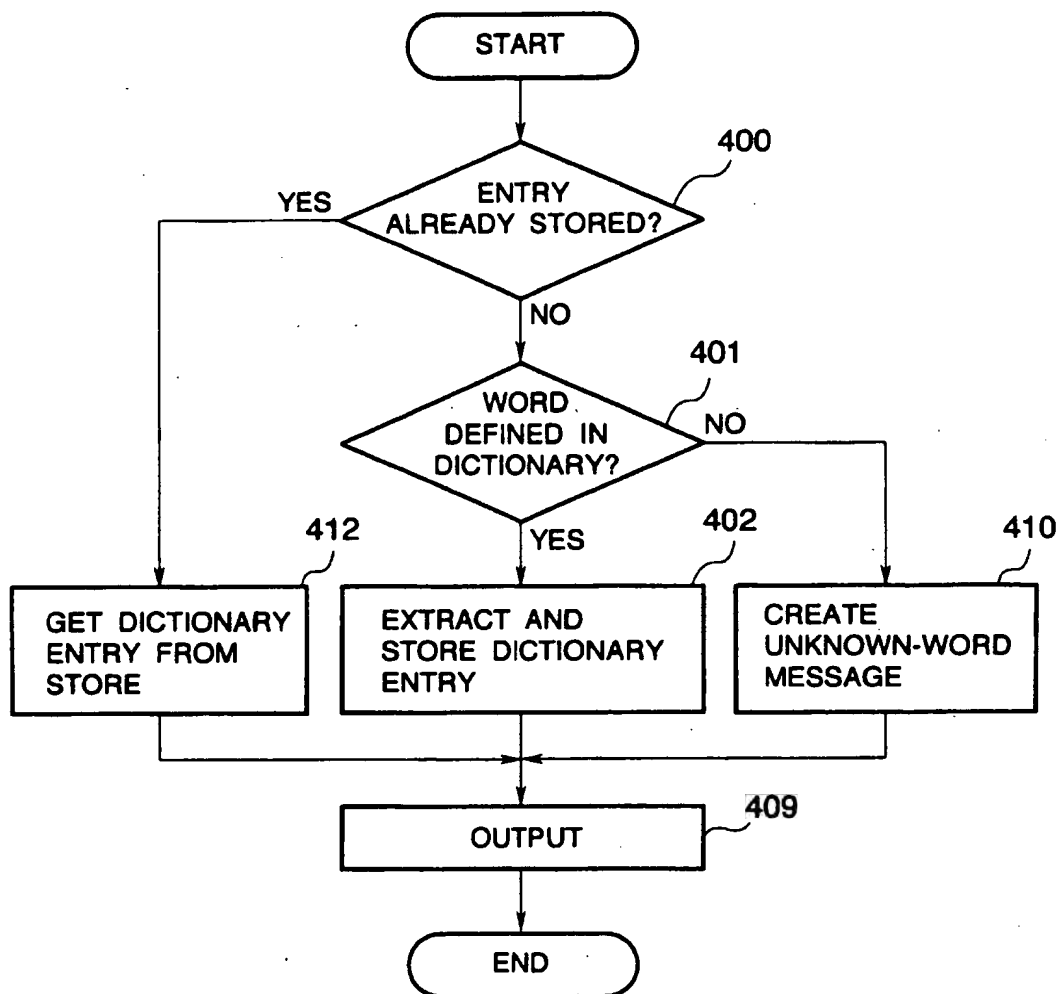 START
400
ENTRY
ALREADY STORED?
YES
NO
401
WORD
DEFINED IN
DICTIONARY?
NO
YES
412
GET DICTIONARY
ENTRY FROM
STORE
402
EXTRACT AND
STORE DICTIONARY
ENTRY
410
CREATE
UNKNOWN-WORD
MESSAGE
409
OUTPUT
END